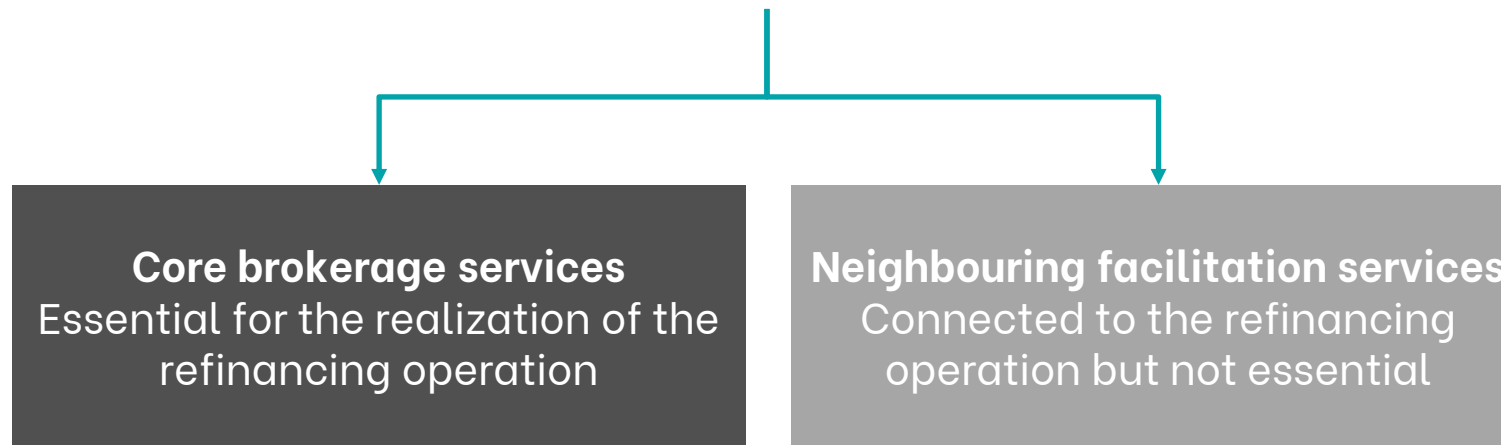 Core brokerage services
Essential for the realization of the
refinancing operation
Neighbouring facilitation services
Connected to the refinancing
operation but not essential